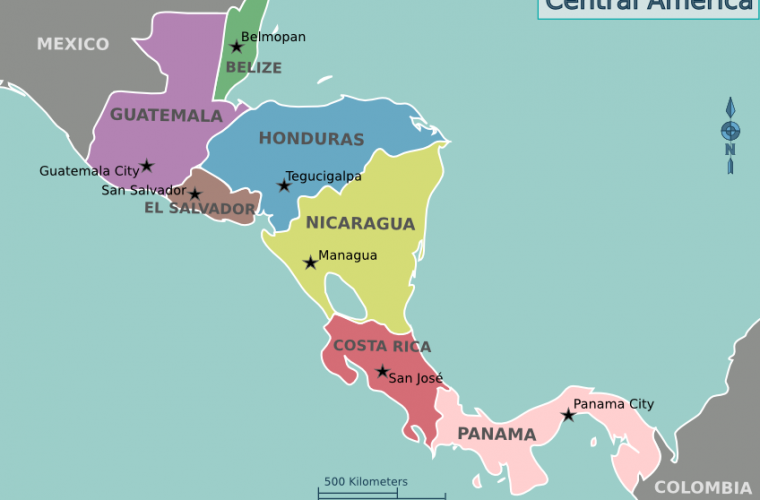 Central America
MEXICO
Belmopan
BELIZE
GUATEMALA
HONDURAS
Guatemala City
Tegucigalpa
San Salvador
EL SALVADOR
NICARAGUA
Managua
COSTA RICA
San José
Panama City
PANAMA
COLOMBIA
500 Kilometers
N